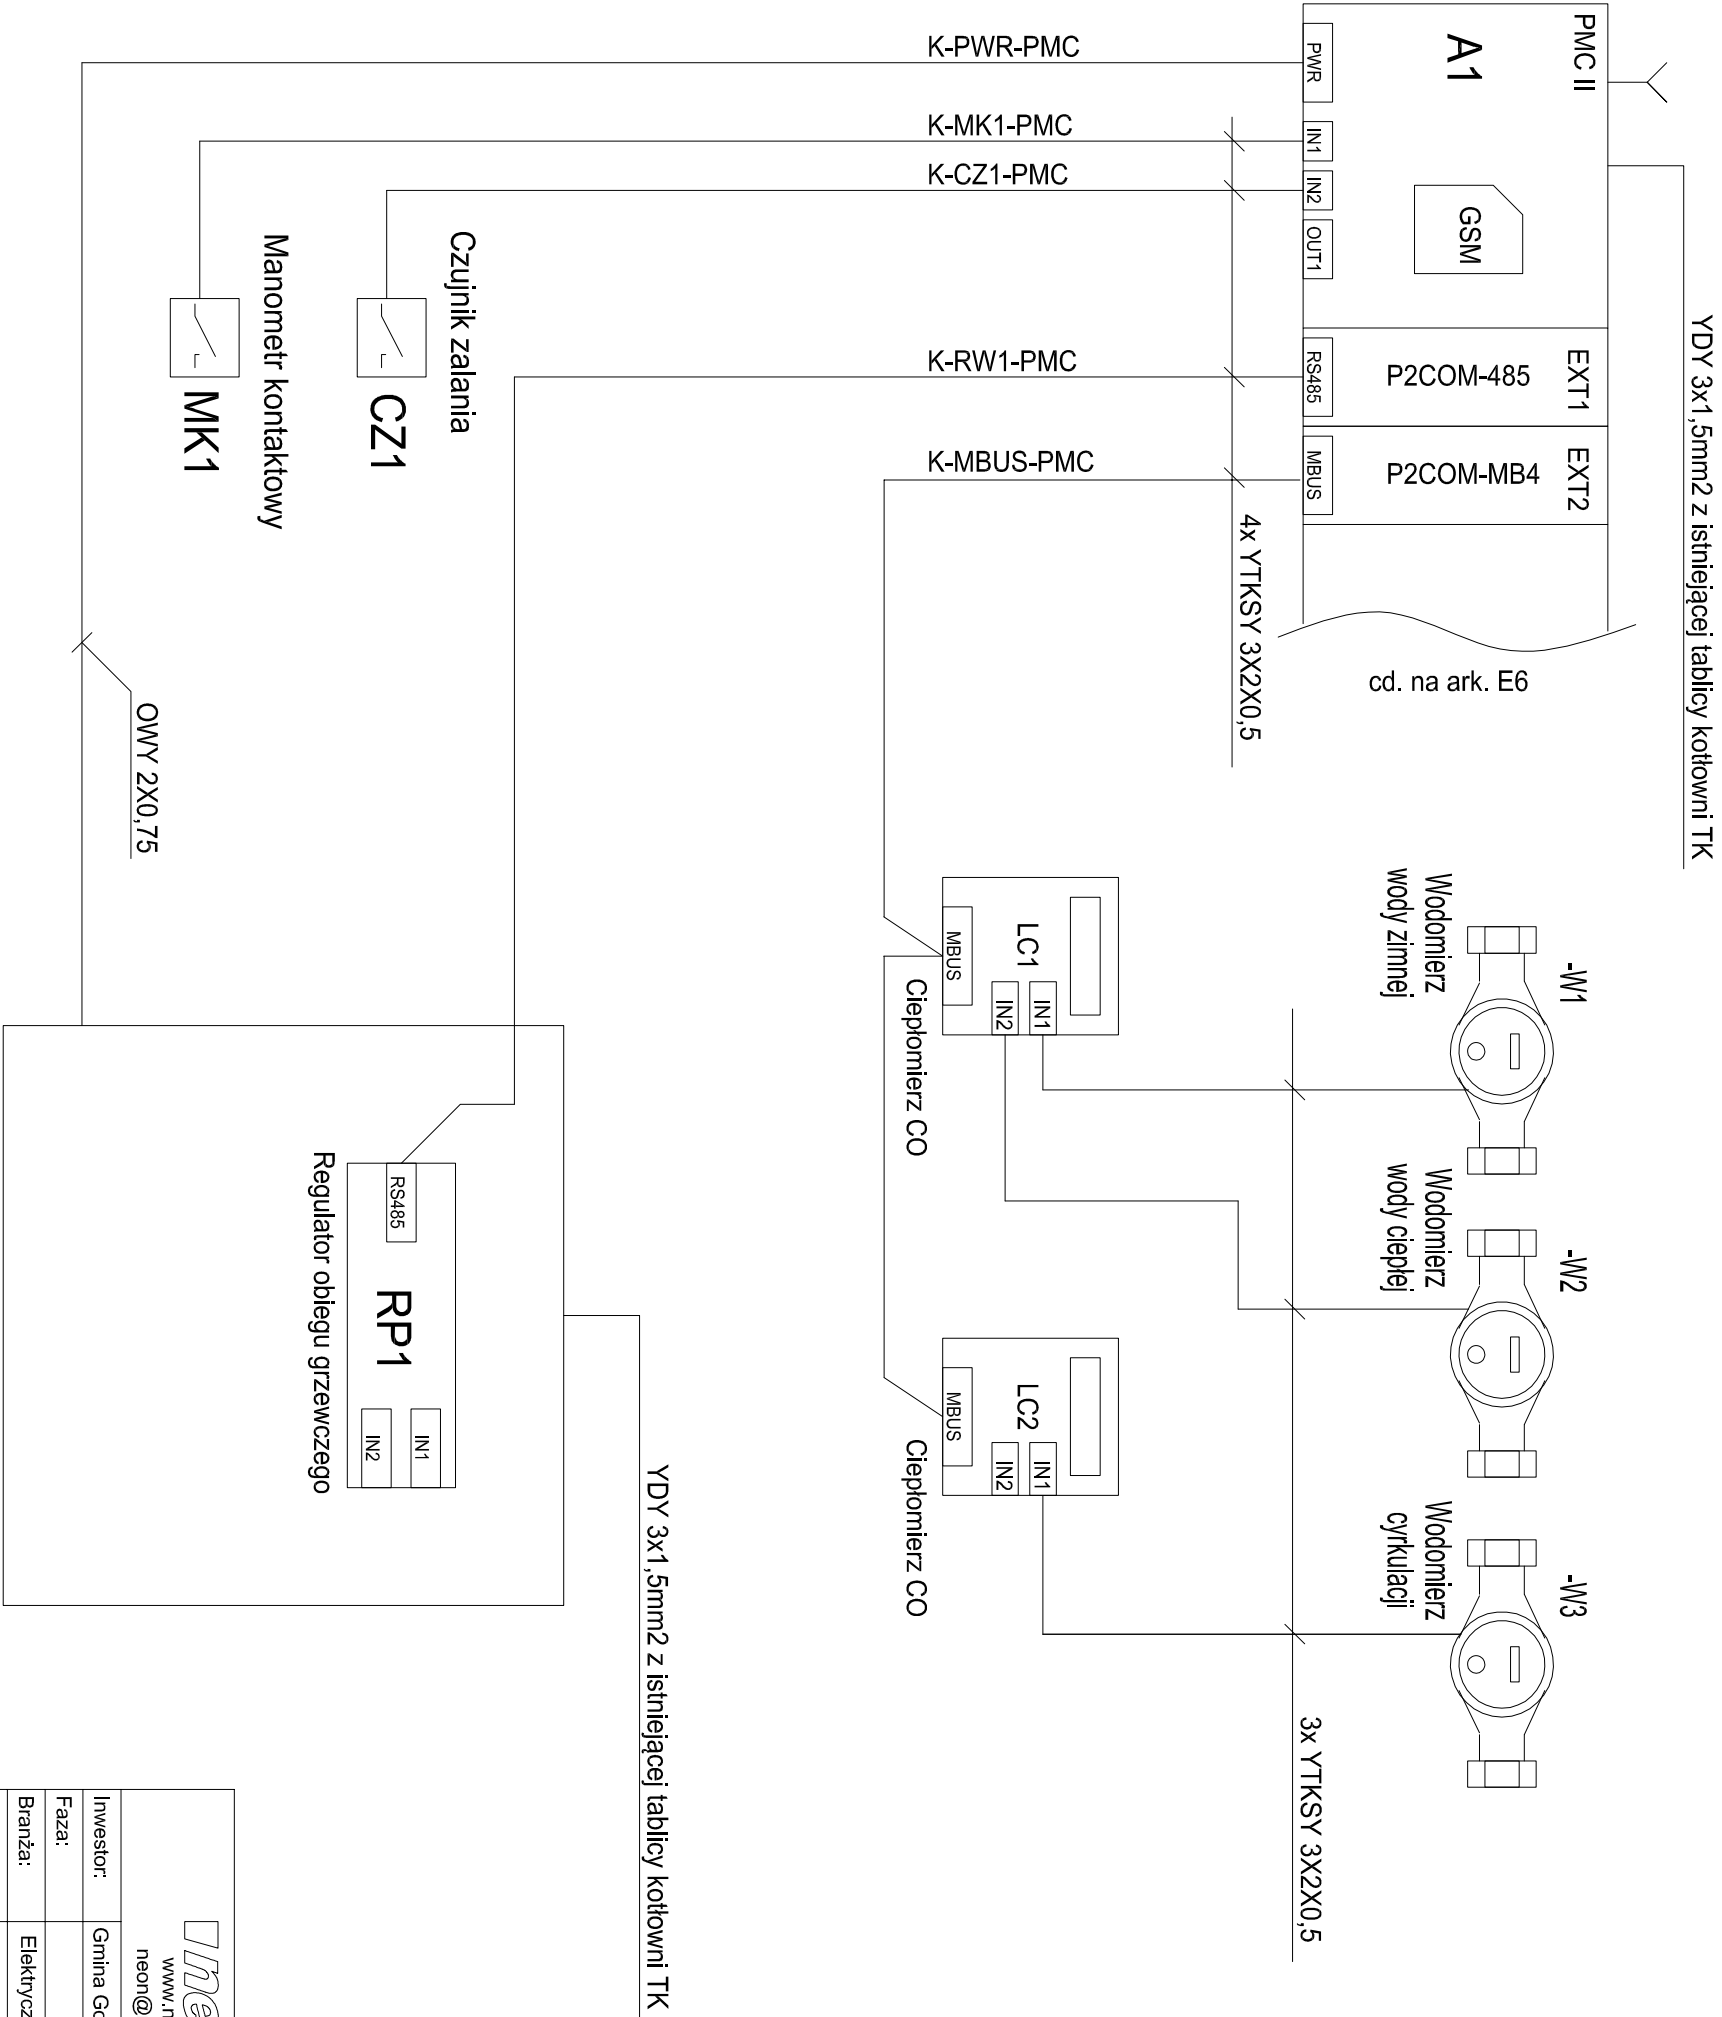 YDY 3x1,5mm2 z istniejącej tablicy kotłowni TK
PMC II
A1
GSM
PWR
IN1
IN2
OUT1
EXT1
P2COM-485
RS485
EXT2
P2COM-MB4
MBUS
cd. na ark. E6
K-PWR-PMC
K-MK1-PMC
K-CZ1-PMC
K-RW1-PMC
K-MBUS-PMC
4x YTKSY 3X2X0,5
-W1
Wodomierz
wody zimnej
-W2
Wodomierz
wody ciepłej
-W3
Wodomierz
cyrkulacji
3x YTKSY 3X2X0,5
LC1
IN1
IN2
MBUS
Ciepłomierz CO
LC2
IN1
IN2
MBUS
Ciepłomierz CO
Czujnik zalania
CZ1
Manometr kontaktowy
MK1
OWY 2X0,75
YDY 3x1,5mm2 z istniejącej tablicy kotłowni TK
RS485
RP1
IN1
IN2
Regulator obiegu grzewczego
www.n
neon@
Inwestor:
Gmina Go
Faza:
Branża:
Elektrycz